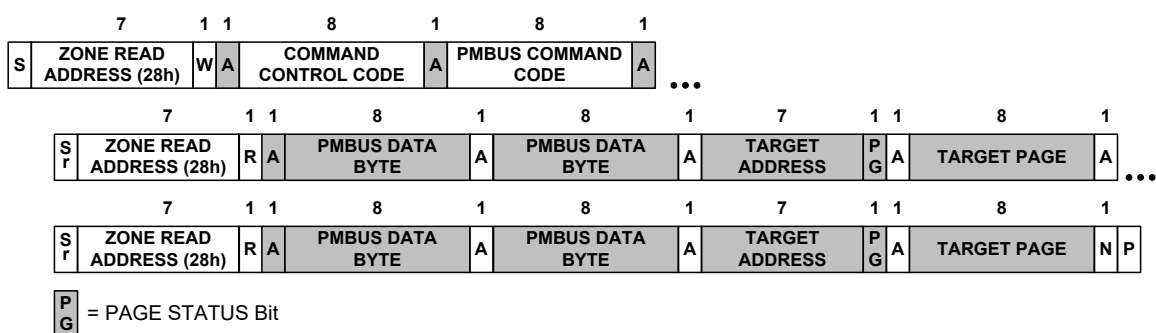 7 1 1 8 1 8 1
S ZONE READ ADDRESS (28h) W A COMMAND CONTROL CODE A PMBUS COMMAND CODE A ...
7 1 1 8 1 8 1 7 1 1 8 1
Sr ZONE READ ADDRESS (28h) R A PMBUS DATA BYTE A PMBUS DATA BYTE A TARGET ADDRESS PG A TARGET PAGE A ...
7 1 1 8 1 8 1 7 1 1 8 1
Sr ZONE READ ADDRESS (28h) R A PMBUS DATA BYTE A PMBUS DATA BYTE A TARGET ADDRESS PG A TARGET PAGE N P
PG = PAGE STATUS Bit